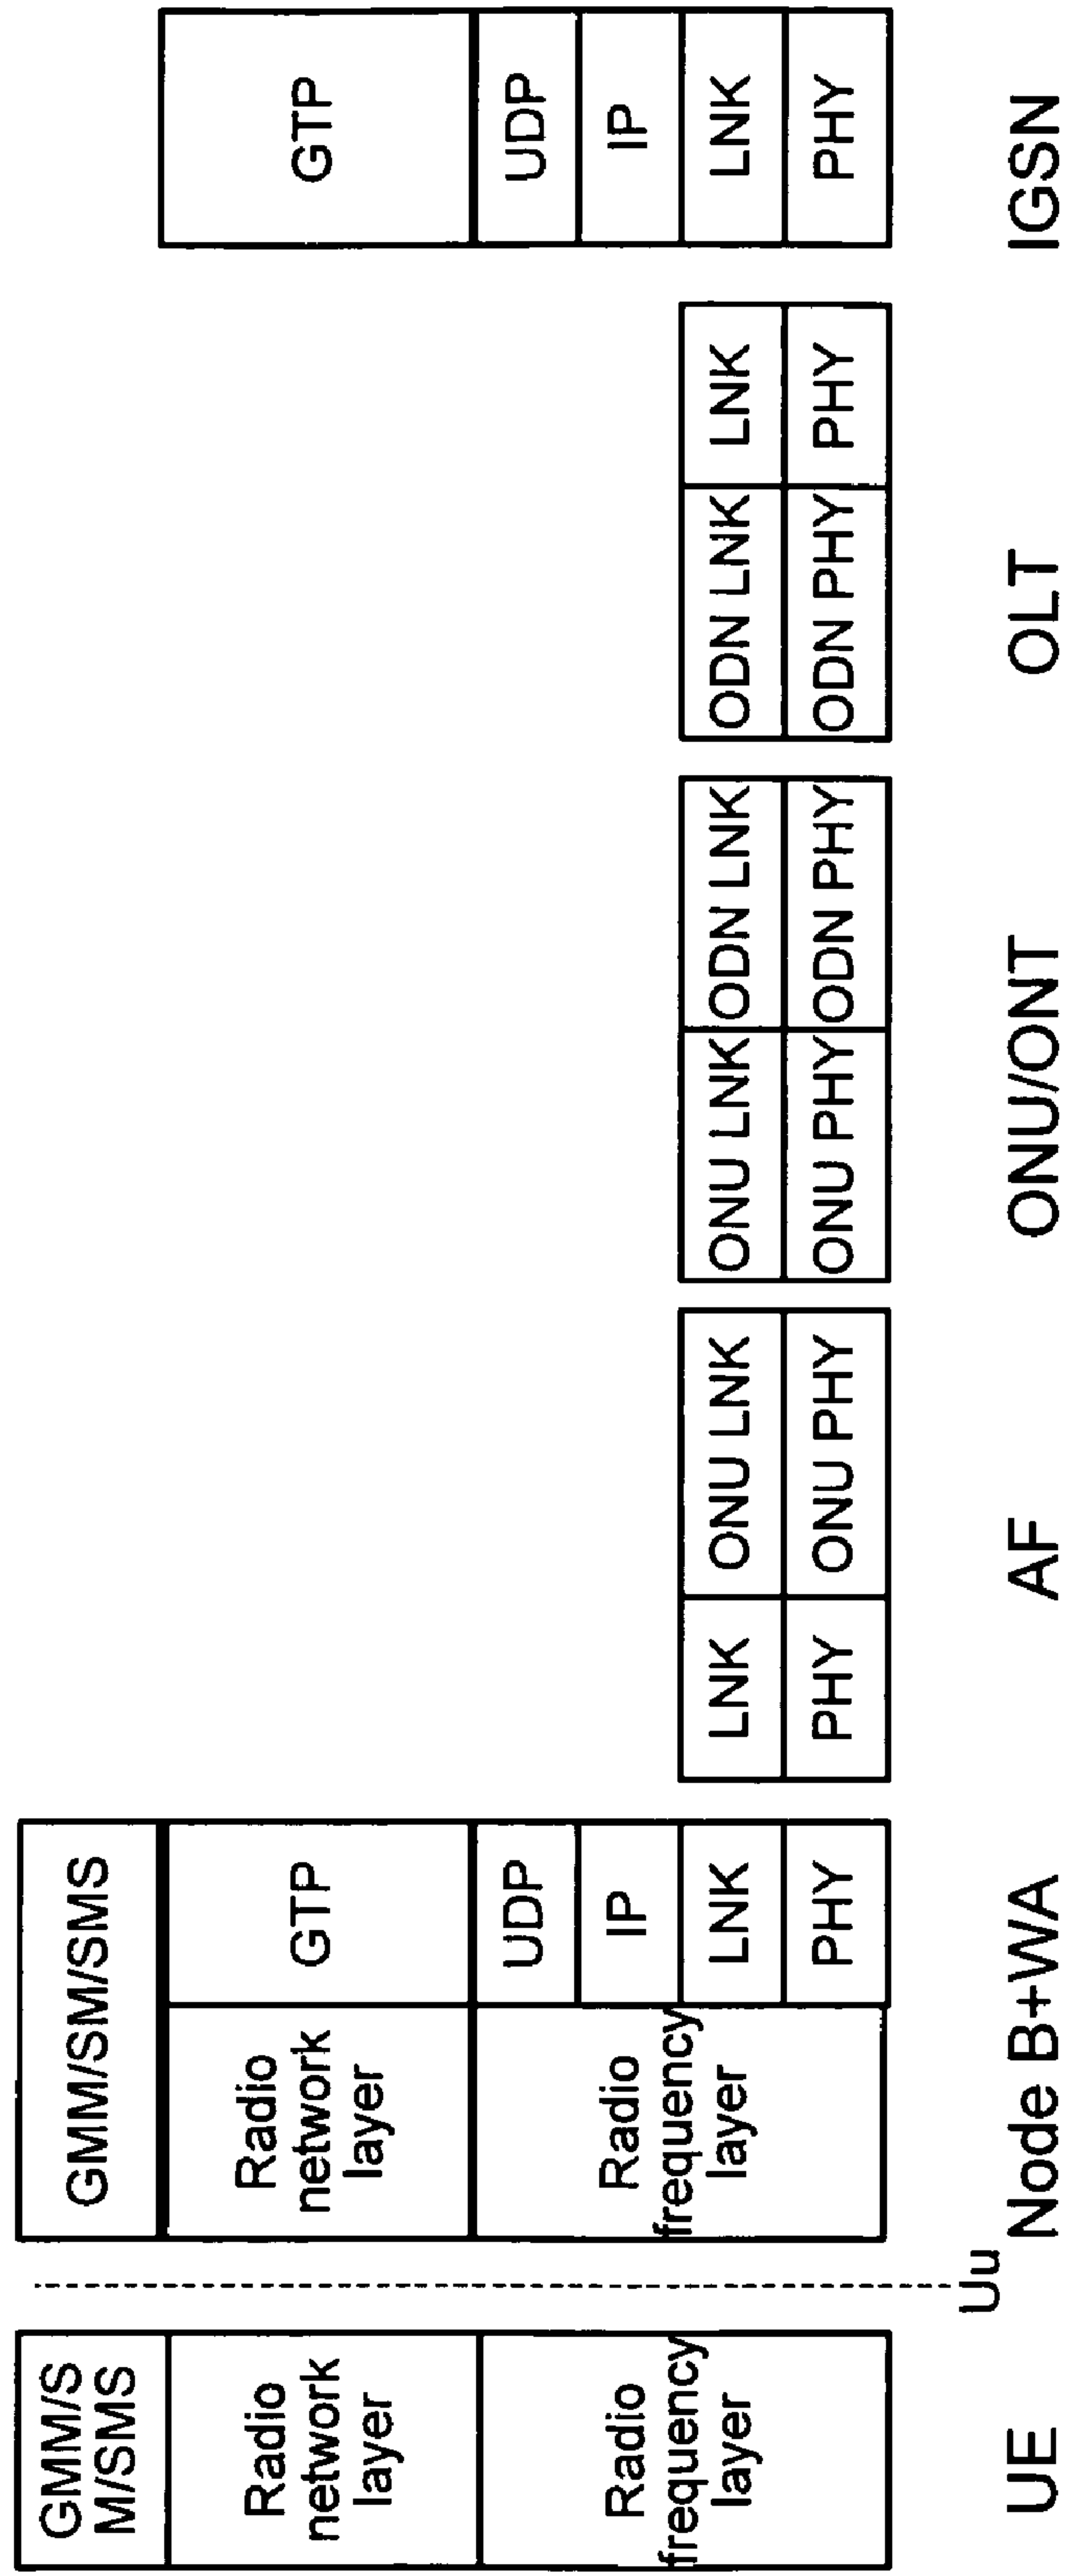 GMM/S
M/SMS
Radio
network
layer
Radio
frequency
layer
UE
Uu
GMM/SM/SMS
Radio
network
layer
GTP
Radio
frequency
layer
UDP
IP
LNK
PHY
Node B+WA
LNK
ONU LNK
PHY
ONU PHY
AF
ONU LNK
ODN LNK
ONU PHY
ODN PHY
ONU/ONT
ODN LNK
LNK
ODN PHY
PHY
OLT
GTP
UDP
IP
LNK
PHY
IGSN